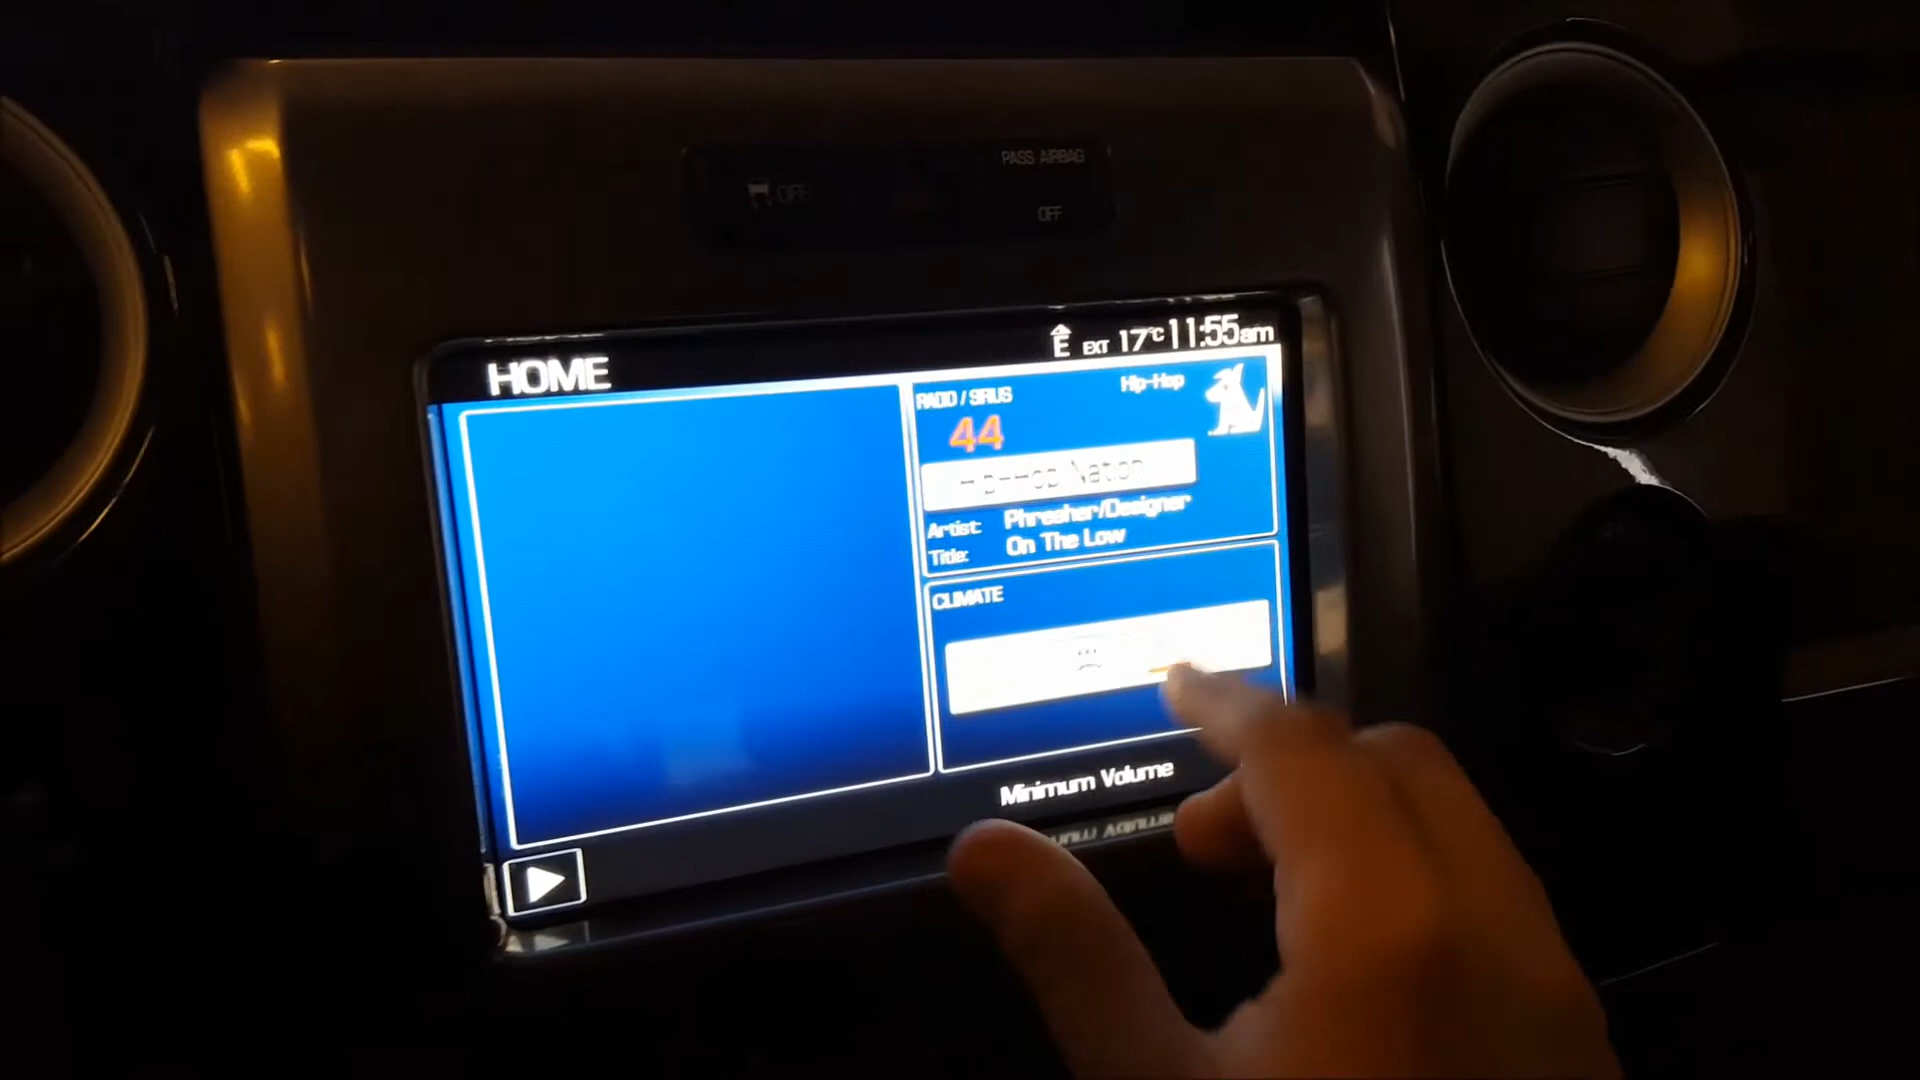 PASS AIRBAG
OFF
OFF
HOME
E EXT 17°C 11:55am
RADIO / SIRIUS
Hip-Hop
44
Hip-Hop Nation
Artist: Phresher/Designer
Title: On The Low
CLIMATE
Minimum Volume